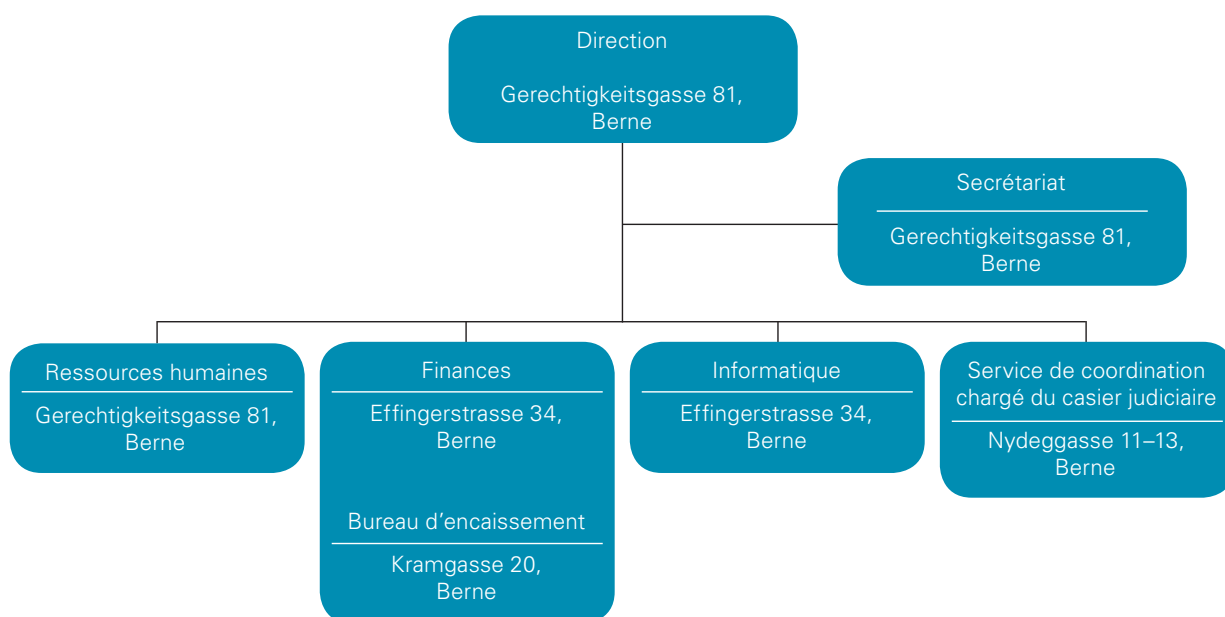 Direction
Gerechtigkeitsgasse 81,
Berne
Secrétariat
Gerechtigkeitsgasse 81,
Berne
Ressources humaines
Gerechtigkeitsgasse 81,
Berne
Finances
Effingerstrasse 34,
Berne
Bureau d'encaissement
Kramgasse 20,
Berne
Informatique
Effingerstrasse 34,
Berne
Service de coordination
chargé du casier judiciaire
Nydeggasse 11–13,
Berne